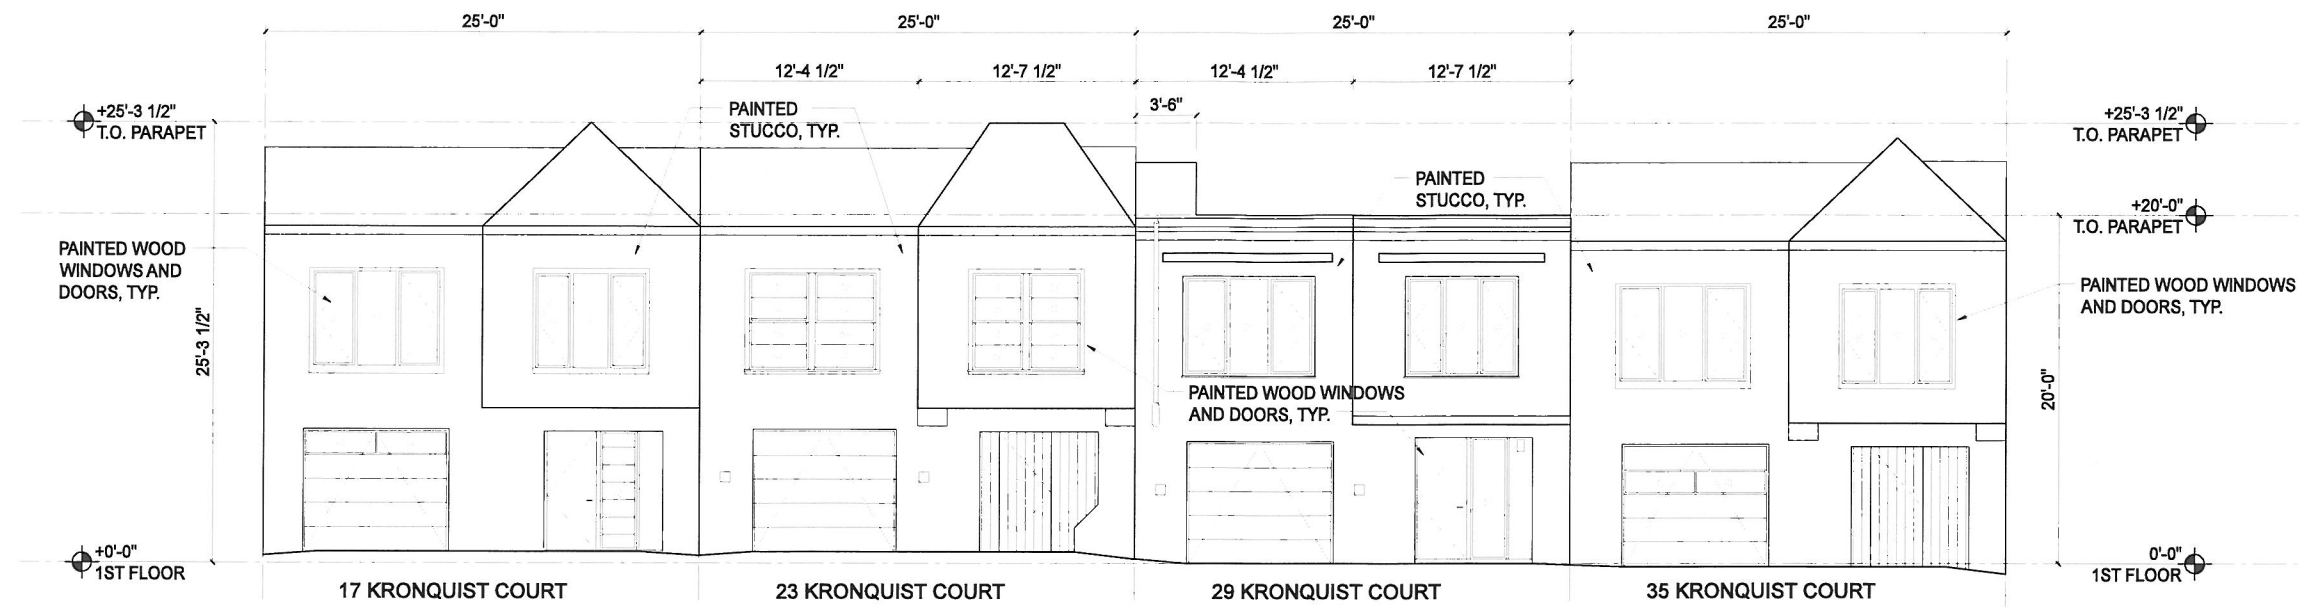 25'-0" 25'-0" 25'-0" 25'-0"
12'-4 1/2" 12'-7 1/2" 12'-4 1/2" 12'-7 1/2"
3'-6"
+25'-3 1/2"
T.O. PARAPET
PAINTED
STUCCO, TYP.
+25'-3 1/2"
T.O. PARAPET
PAINTED
STUCCO, TYP.
+20'-0"
T.O. PARAPET
PAINTED WOOD
WINDOWS AND
DOORS, TYP.
PAINTED WOOD WINDOWS
AND DOORS, TYP.
25'-3 1/2"
PAINTED WOOD WINDOWS
AND DOORS, TYP.
20'-0"
+0'-0"
1ST FLOOR
0'-0"
1ST FLOOR
17 KRONQUIST COURT 23 KRONQUIST COURT 29 KRONQUIST COURT 35 KRONQUIST COURT